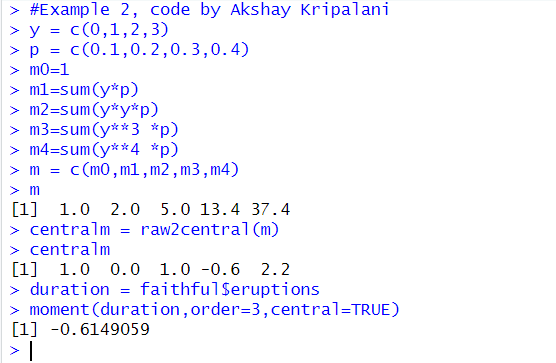 > #Example 2, code by Akshay Kripalani
> y = c(0,1,2,3)
> p = c(0.1,0.2,0.3,0.4)
> m0=1
> m1=sum(y*p)
> m2=sum(y*y*p)
> m3=sum(y**3 *p)
> m4=sum(y**4 *p)
> m = c(m0,m1,m2,m3,m4)
> m
[1]  1.0  2.0  5.0 13.4 37.4
> centralm = raw2central(m)
> centralm
[1]  1.0  0.0  1.0 -0.6  2.2
> duration = faithful$eruptions
> moment(duration,order=3,central=TRUE)
[1] -0.6149059
>